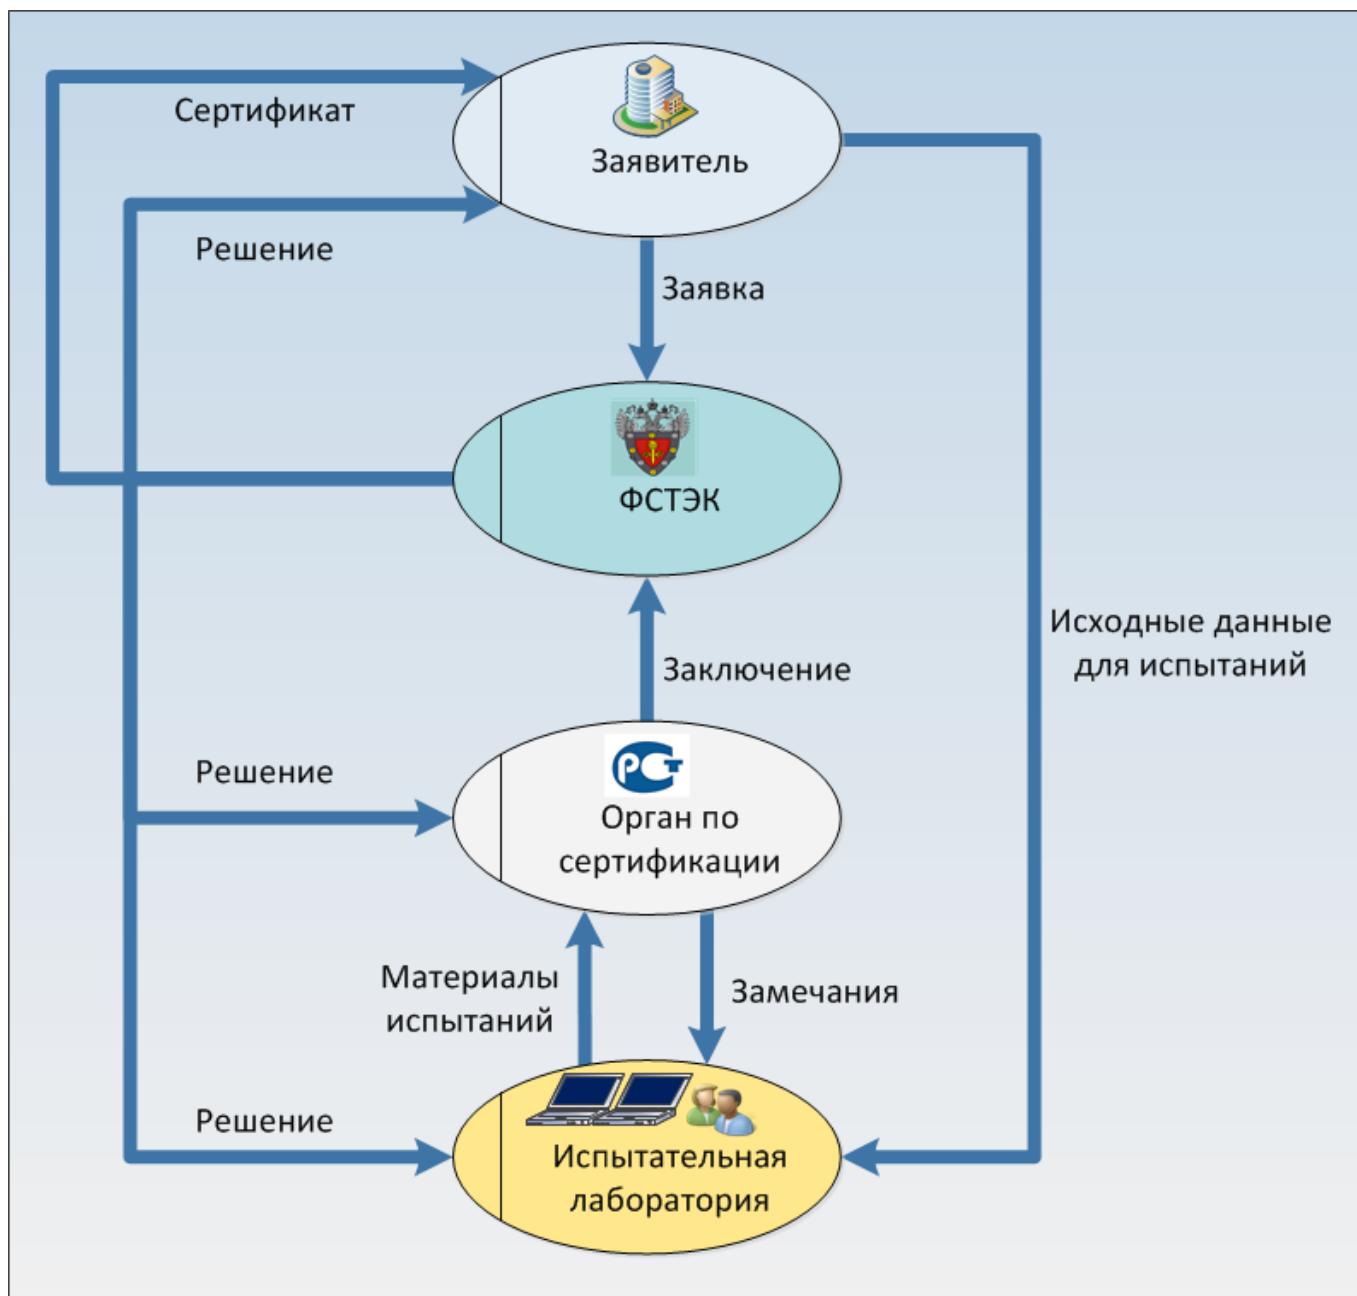 Сертификат
Заявитель
Решение
Заявка
ФСТЭК
Исходные данные
для испытаний
Заключение
Решение
РСТ
Орган по
сертификации
Материалы
испытаний
Замечания
Решение
Испытательная
лаборатория